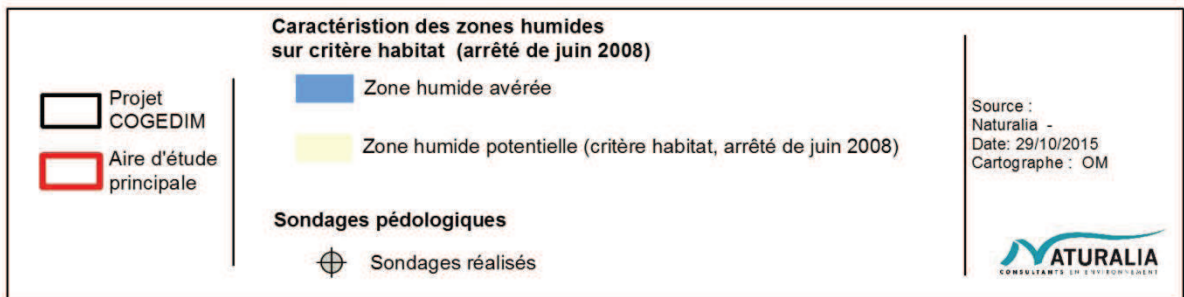 Projet
COGEDIM
Aire d'étude
principale
Caractéristion des zones humides
sur critère habitat (arrêté de juin 2008)
Zone humide avérée
Zone humide potentielle (critère habitat, arrêté de juin 2008)
Sondages pédologiques
Sondages réalisés
Source :
Naturalia -
Date: 29/10/2015
Cartographe : OM
NATURALIA
CONSULTANTS EN ENVIRONNEMENT